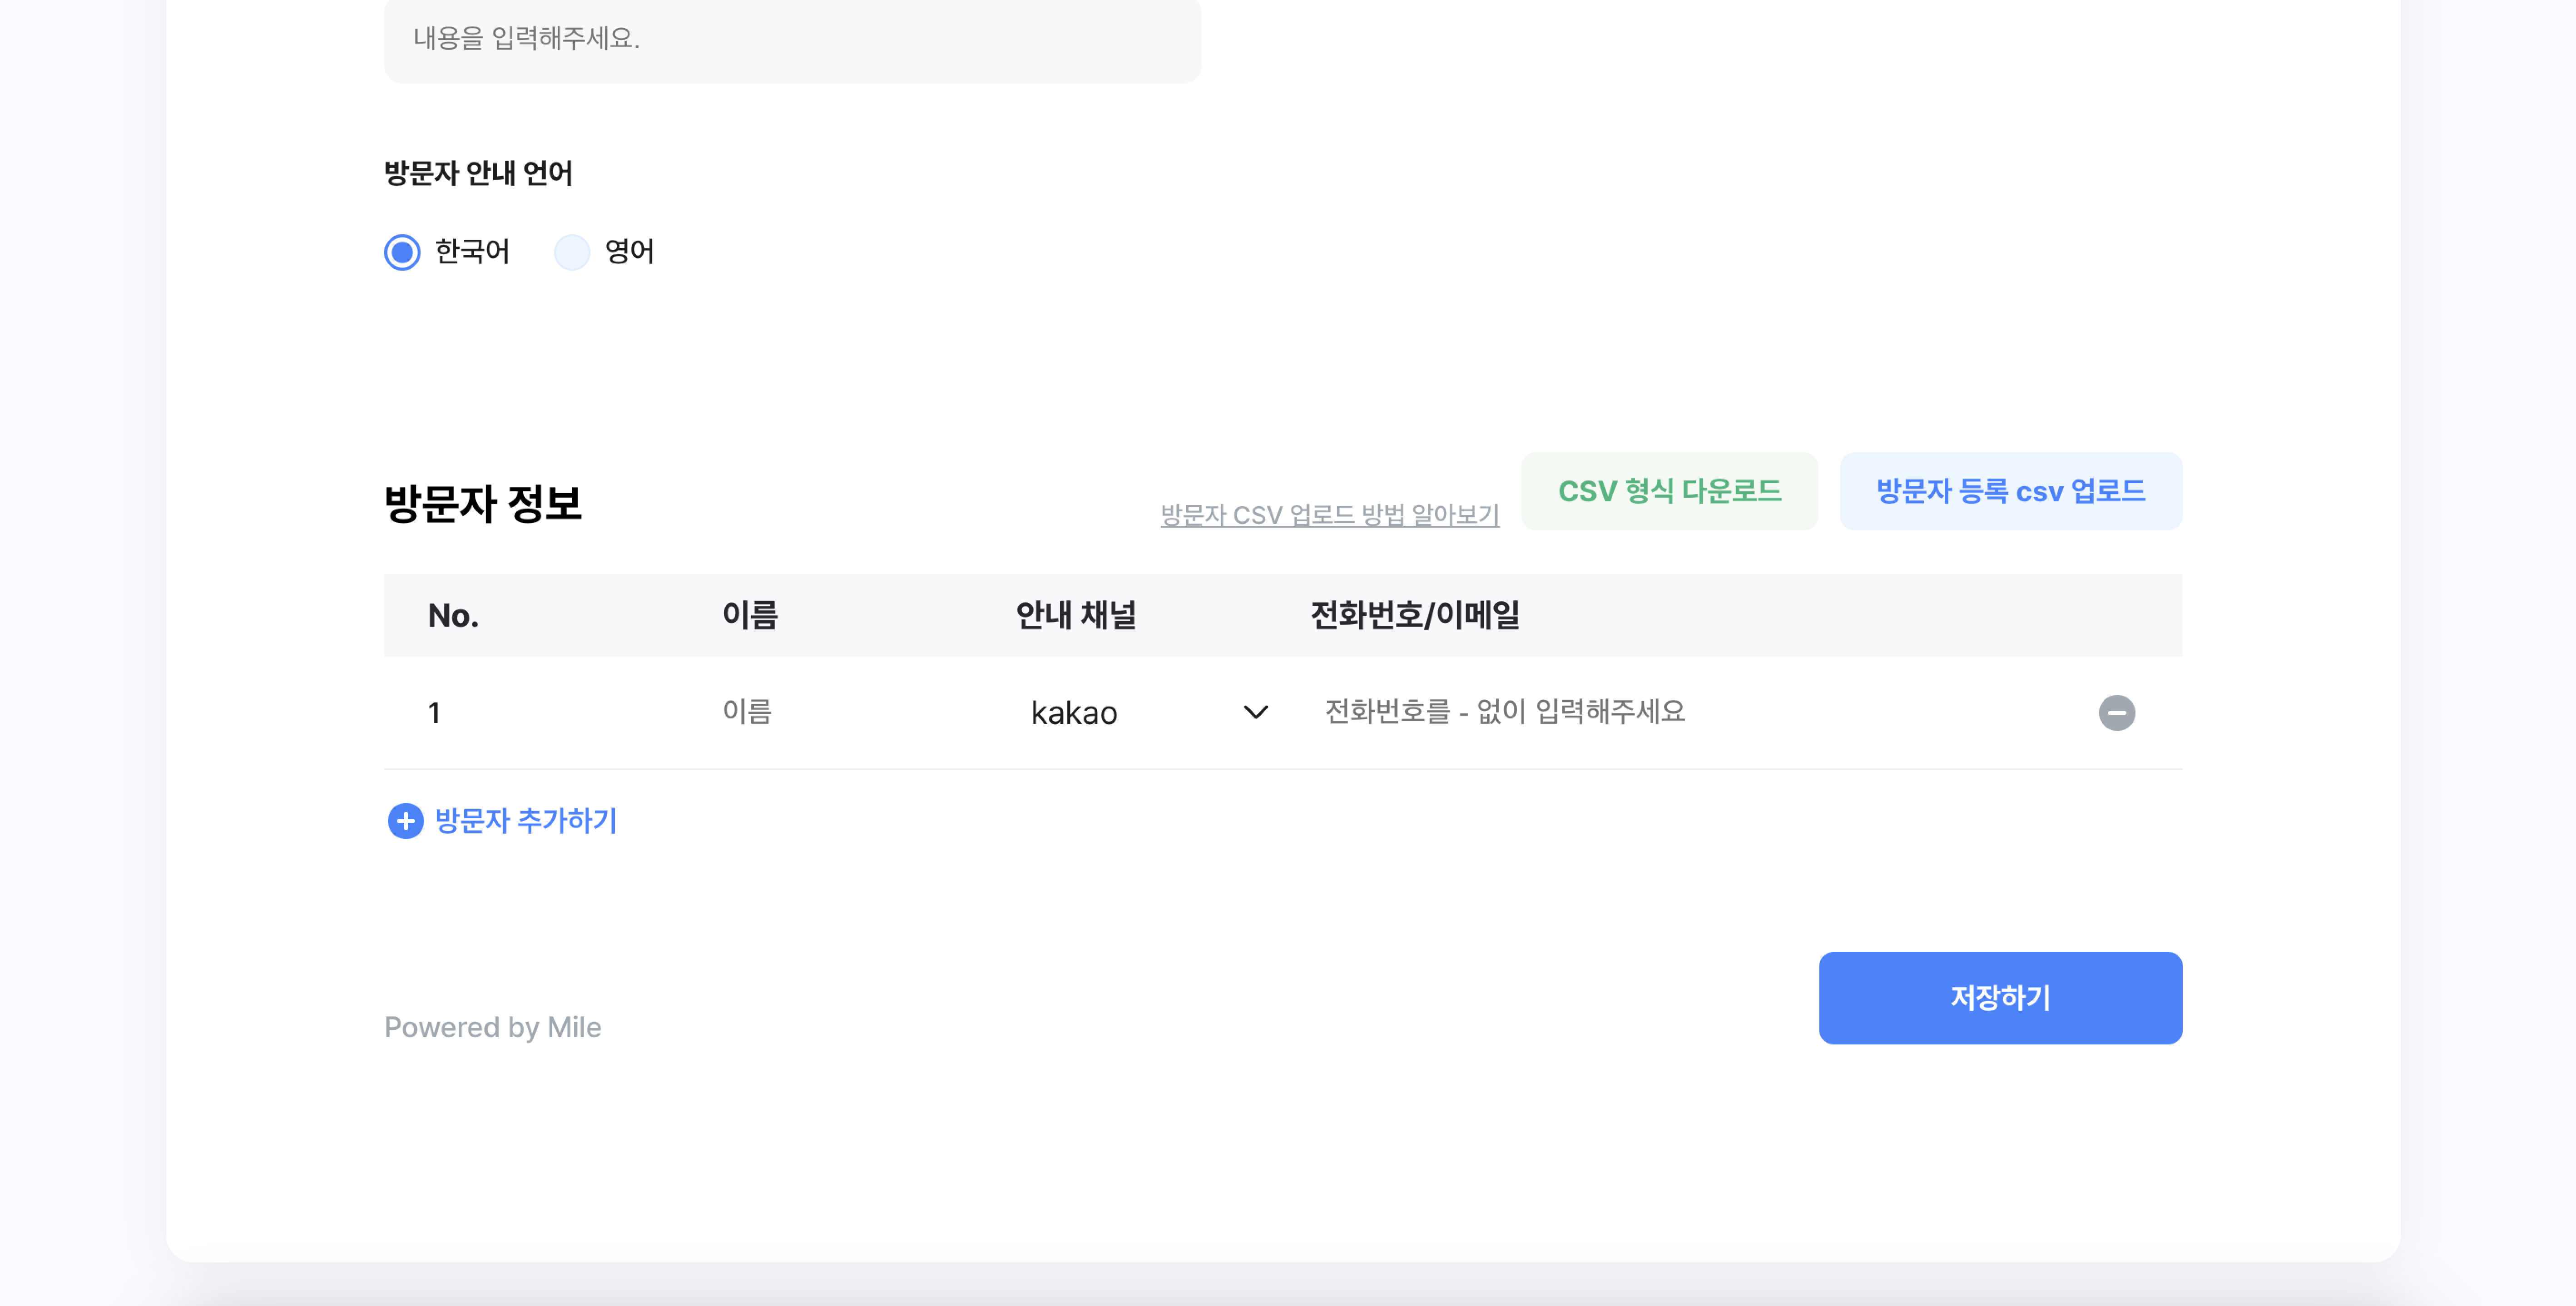 내용을 입력해주세요.
방문자 안내 언어
한국어 영어
방문자 정보
방문자 CSV 업로드 방법 알아보기 CSV 형식 다운로드 방문자 등록 csv 업로드
No. 이름 안내 채널 전화번호/이메일
1 이름 kakao 전화번호를 - 없이 입력해주세요
방문자 추가하기
저장하기
Powered by Mile